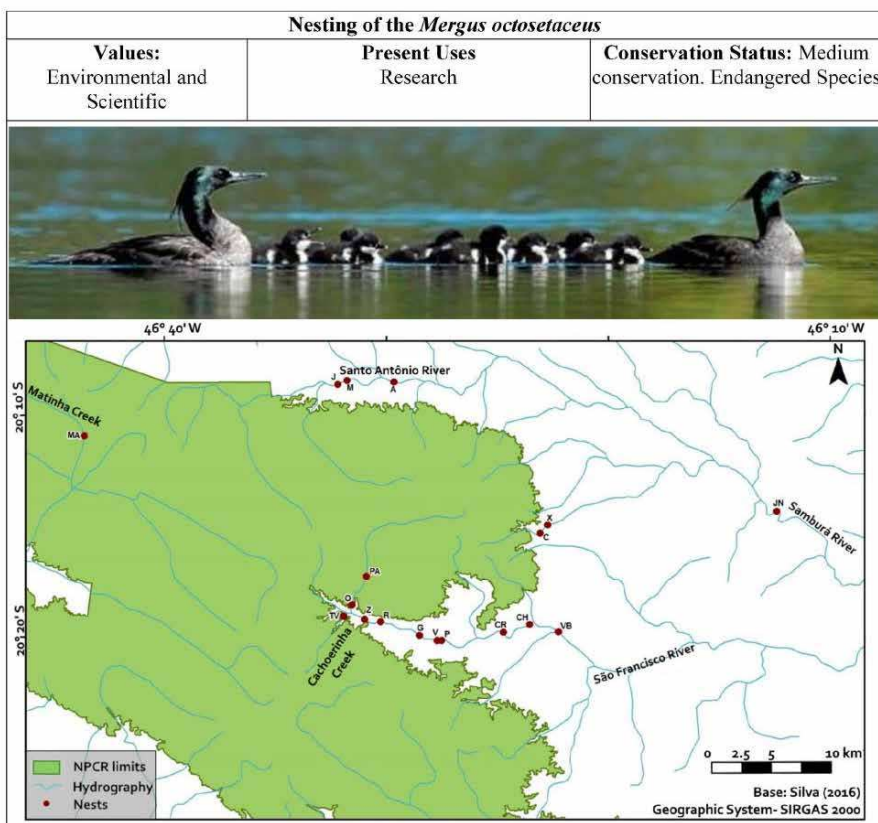 Nesting of the Mergus octosetaceus
Values:
Environmental and
Scientific
Present Uses
Research
Conservation Status: Medium
conservation. Endangered Species
46° 40' W
46° 10' W
N
20° 10' S
20° 20' S
Santo Antônio River
J
M
A
Matinha Creek
MA
X
C
JN
Samburá River
PA
O
TV
Z
R
G
V
P
CR
CH
VB
Cachoerinha
Creek
São Francisco River
NPCR limits
Hydrography
Nests
0 2.5 5 10 km
Base: Silva (2016)
Geographic System- SIRGAS 2000